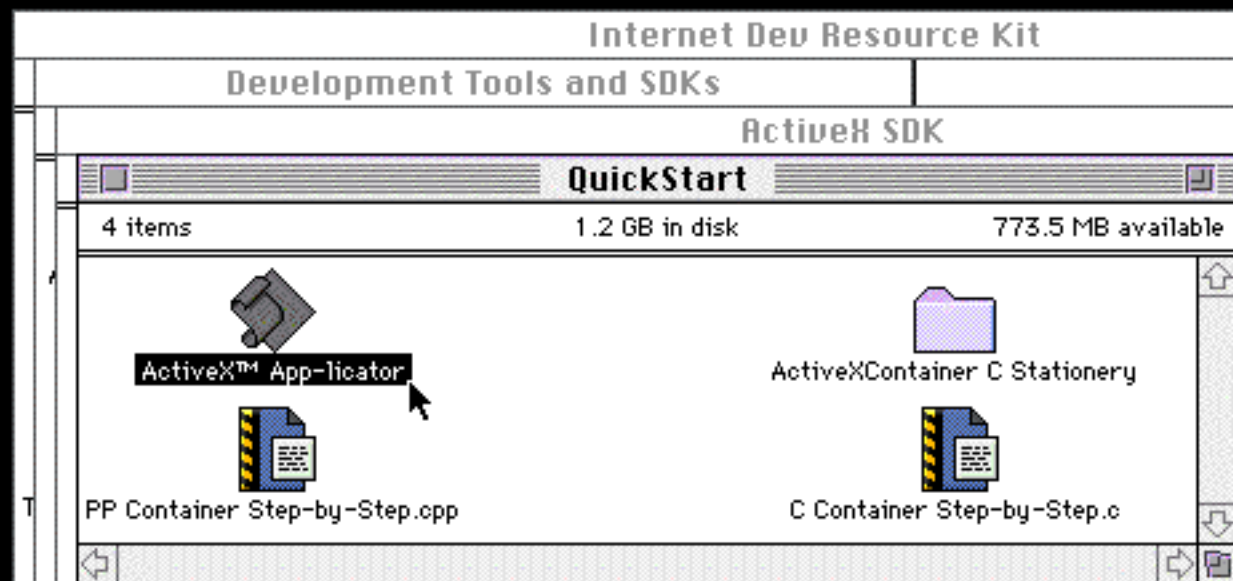 Internet Dev Resource Kit
Development Tools and SDKs
ActiveX SDK
QuickStart
4 items 1.2 GB in disk 773.5 MB available
ActiveX™ App-licator ActiveXContainer C Stationery
PP Container Step-by-Step.cpp C Container Step-by-Step.c